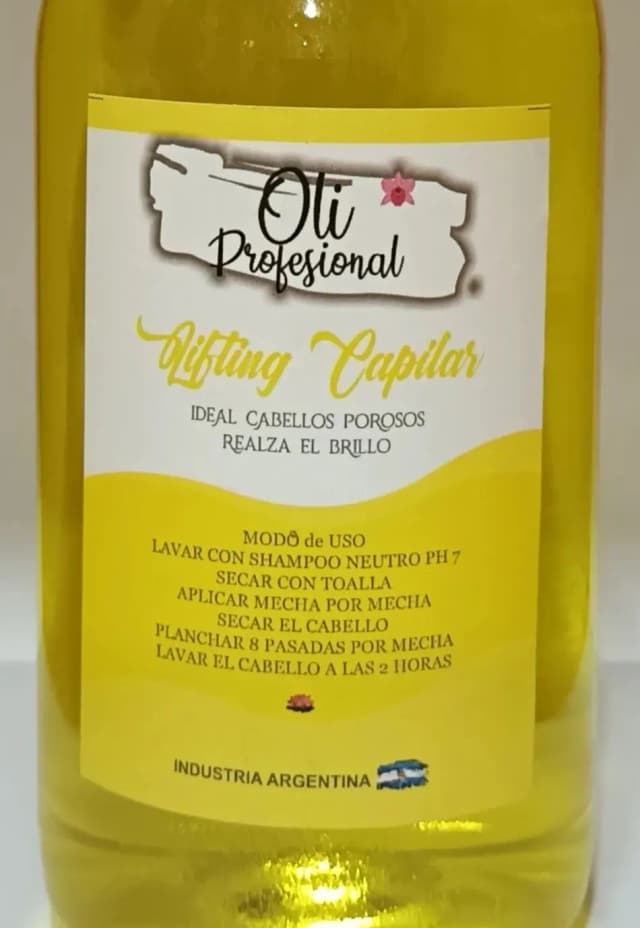 Oli
Profesional
Lifting Capilar
IDEAL CABELLOS POROSOS
REALZA EL BRILLO
MODO de USO
LAVAR CON SHAMPOO NEUTRO PH 7
SECAR CON TOALLA
APLICAR MECHA POR MECHA
SECAR EL CABELLO
PLANCHAR 8 PASADAS POR MECHA
LAVAR EL CABELLO A LAS 2 HORAS
INDUSTRIA ARGENTINA